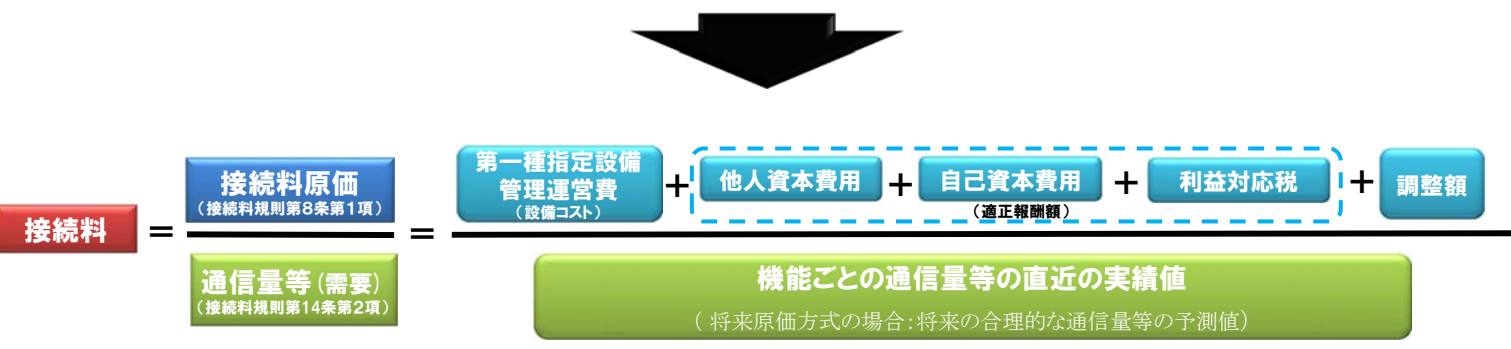 接続料
＝
接続料原価
（接続料規則第8条第1項）
通信量等（需要）
（接続料規則第14条第2項）
＝
第一種指定設備
管理運営費
（設備コスト）
＋
他人資本費用
＋
自己資本費用
（適正報酬額）
＋
利益対応税
＋
調整額
機能ごとの通信量等の直近の実績値
（ 将来原価方式の場合：将来の合理的な通信量等の予測値）